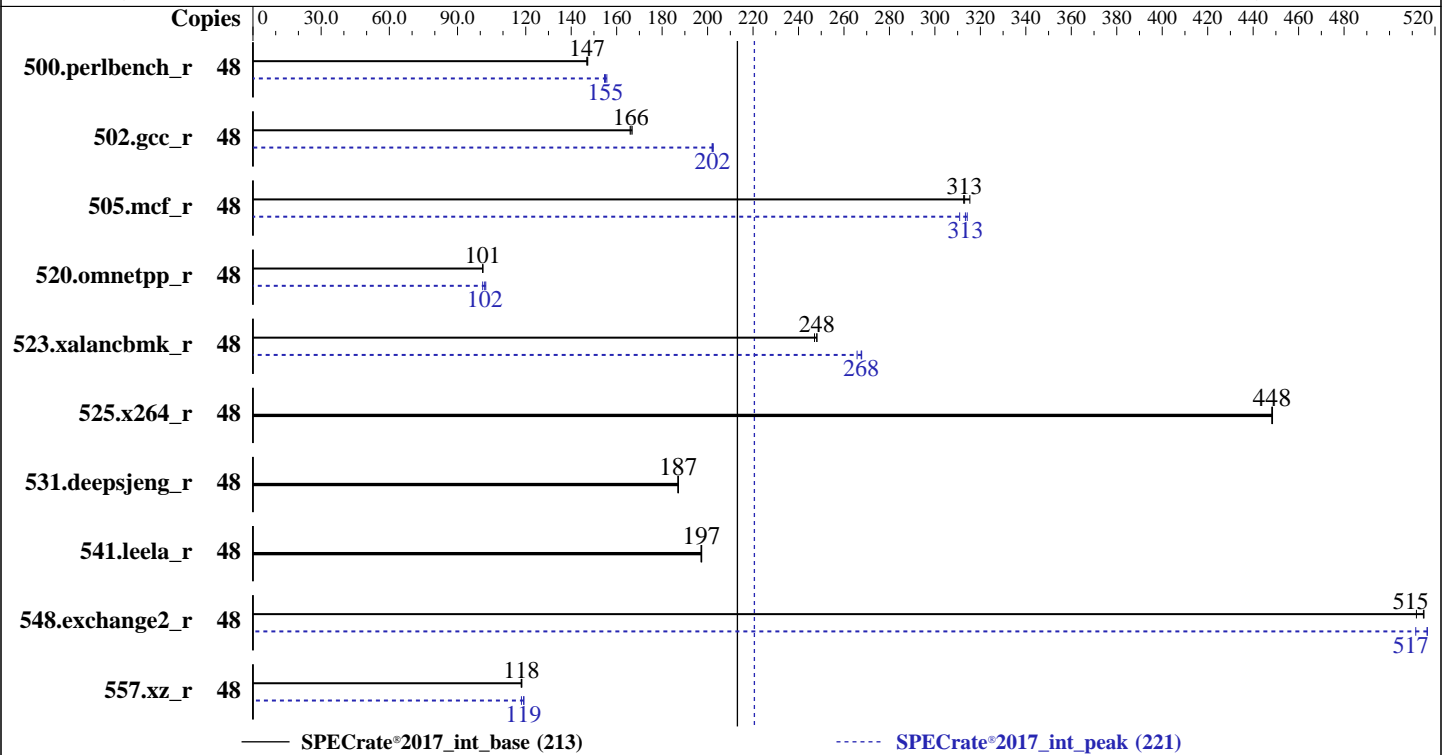 Copies 0 30.0 60.0 90.0 120 140 160 180 200 220 240 260 280 300 320 340 360 380 400 420 440 460 480 520
147
500.perlbench_r 48
155
166
502.gcc_r 48
202
313
505.mcf_r 48
313
101
520.omnetpp_r 48
102
248
523.xalancbmk_r 48
268
448
525.x264_r 48
187
531.deepsjeng_r 48
197
541.leela_r 48
515
548.exchange2_r 48
517
118
557.xz_r 48
119
SPECrate®2017_int_base (213) SPECrate®2017_int_peak (221)